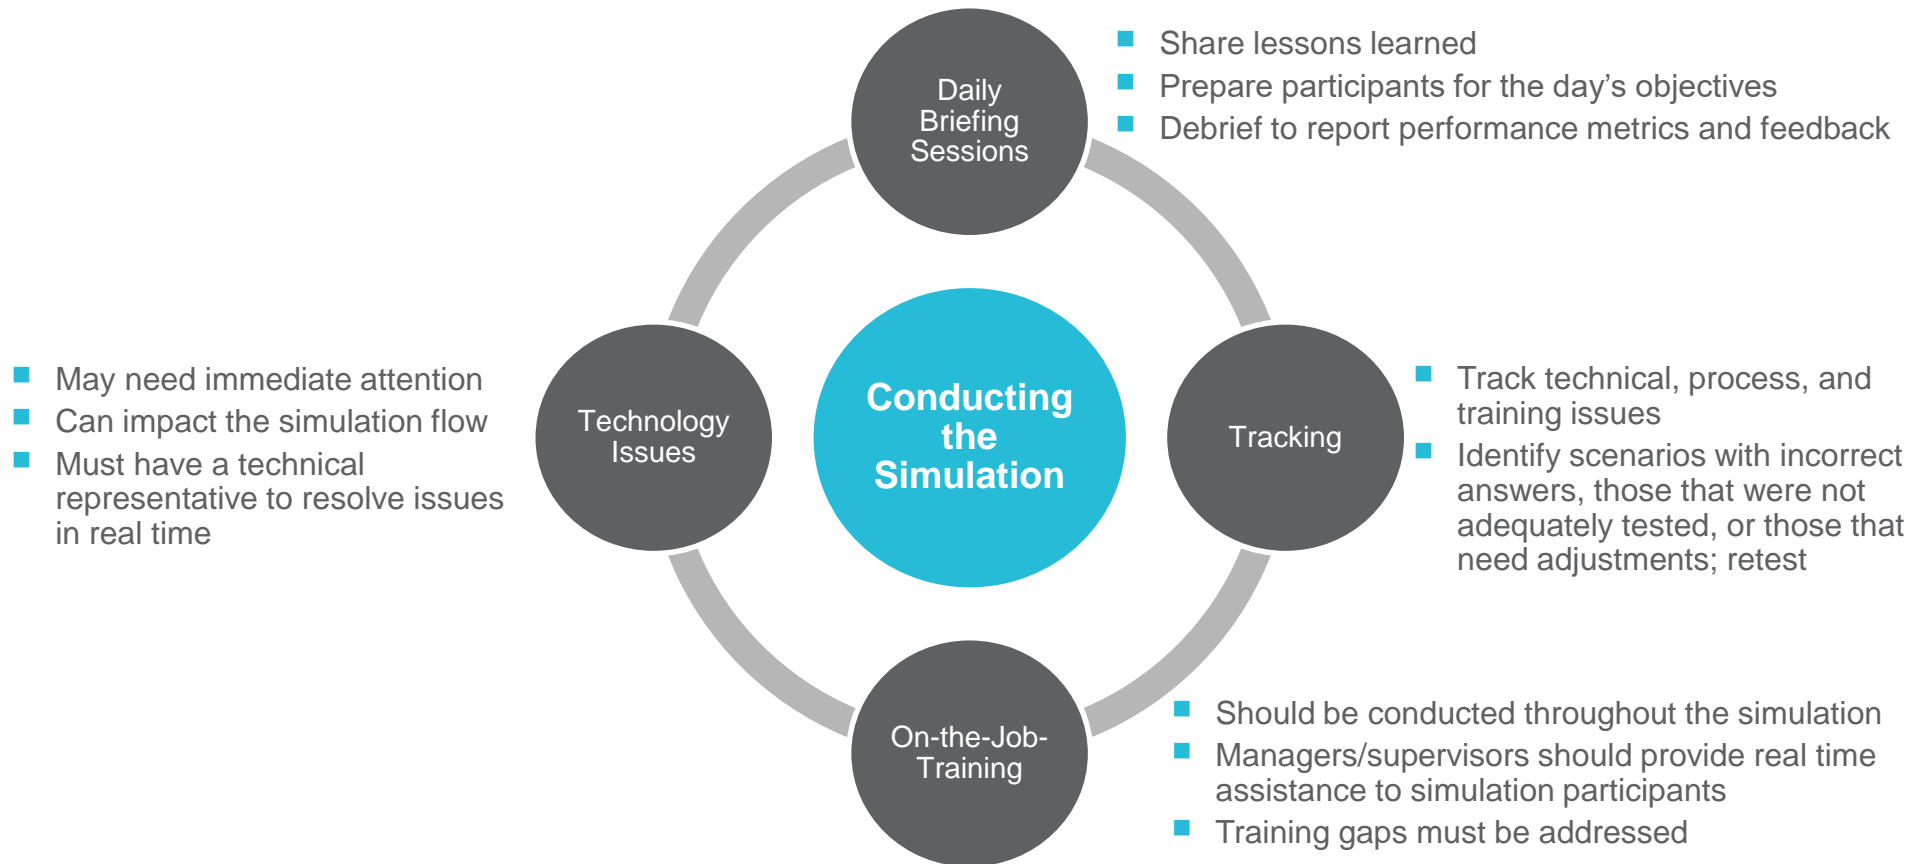 Daily
Briefing
Sessions
Share lessons learned
Prepare participants for the day’s objectives
Debrief to report performance metrics and feedback
Conducting
the
Simulation
Technology
Issues
May need immediate attention
Can impact the simulation flow
Must have a technical
representative to resolve issues
in real time
Tracking
Track technical, process, and
training issues
Identify scenarios with incorrect
answers, those that were not
adequately tested, or those that
need adjustments; retest
On-the-Job-
Training
Should be conducted throughout the simulation
Managers/supervisors should provide real time
assistance to simulation participants
Training gaps must be addressed